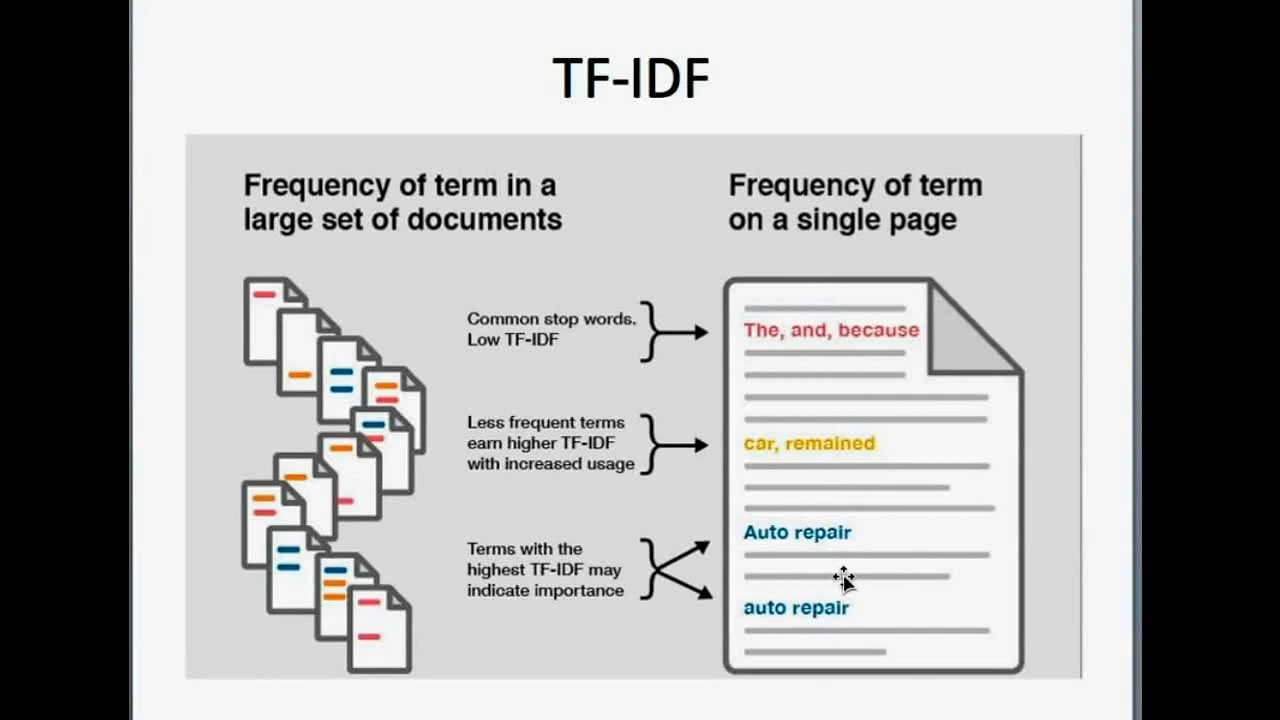 TF-IDF
Frequency of term in a
large set of documents
Frequency of term
on a single page
Common stop words.
Low TF-IDF
The, and, because
Less frequent terms
earn higher TF-IDF
with increased usage
car, remained
Terms with the
highest TF-IDF may
indicate importance
Auto repair
auto repair